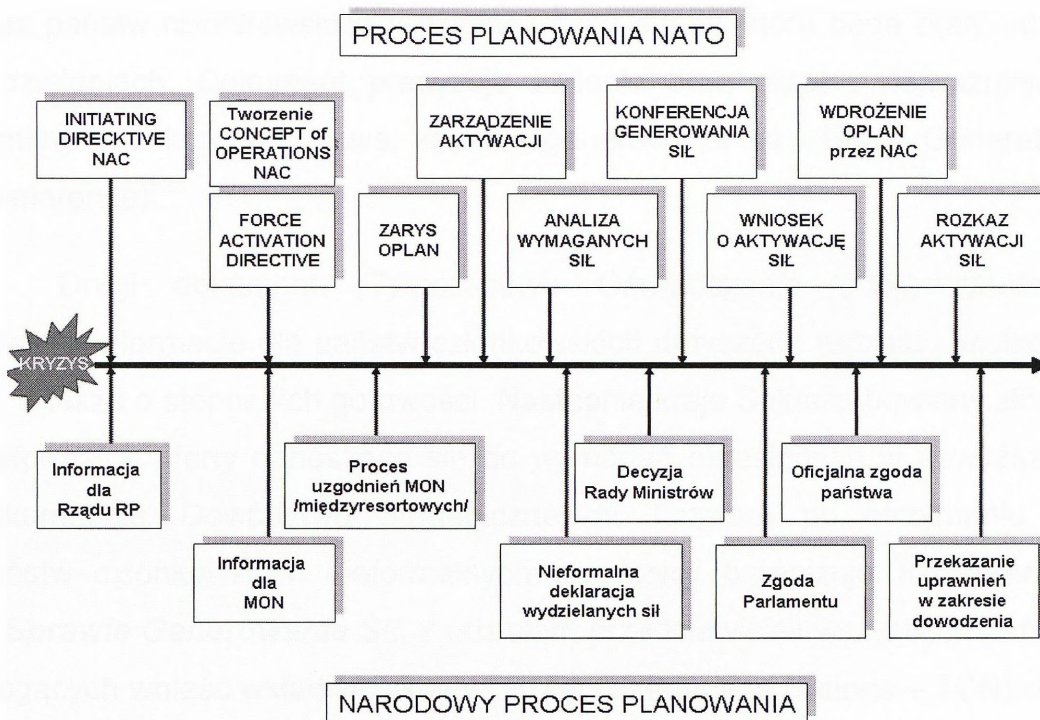 PROCES PLANOWANIA NATO
INITIATING
DIRECKTIVE
NAC
Tworzenie
CONCEPT of
OPERATIONS
NAC
ZARZĄDZENIE
AKTYWACJI
KONFERENCJA
GENEROWANIA
SIŁ
WDROŻENIE
OPLAN
przez NAC
FORCE
ACTIVATION
DIRECTIVE
ZARYS
OPLAN
ANALIZA
WYMAGANYCH
SIŁ
WNIOSEK
O AKTYWACJĘ
SIŁ
ROZKAZ
AKTYWACJI
SIŁ
KRYZYS
Informacja
dla
Rządu RP
Proces
uzgodnień MON
/międzyresortowych/
Decyzja
Rady Ministrów
Oficjalna zgoda
państwa
Informacja
dla
MON
Nieformalna
deklaracja
wydzielanych sił
Zgoda
Parlamentu
Przekazanie
uprawnień
w zakresie
dowodzenia
NARODOWY PROCES PLANOWANIA